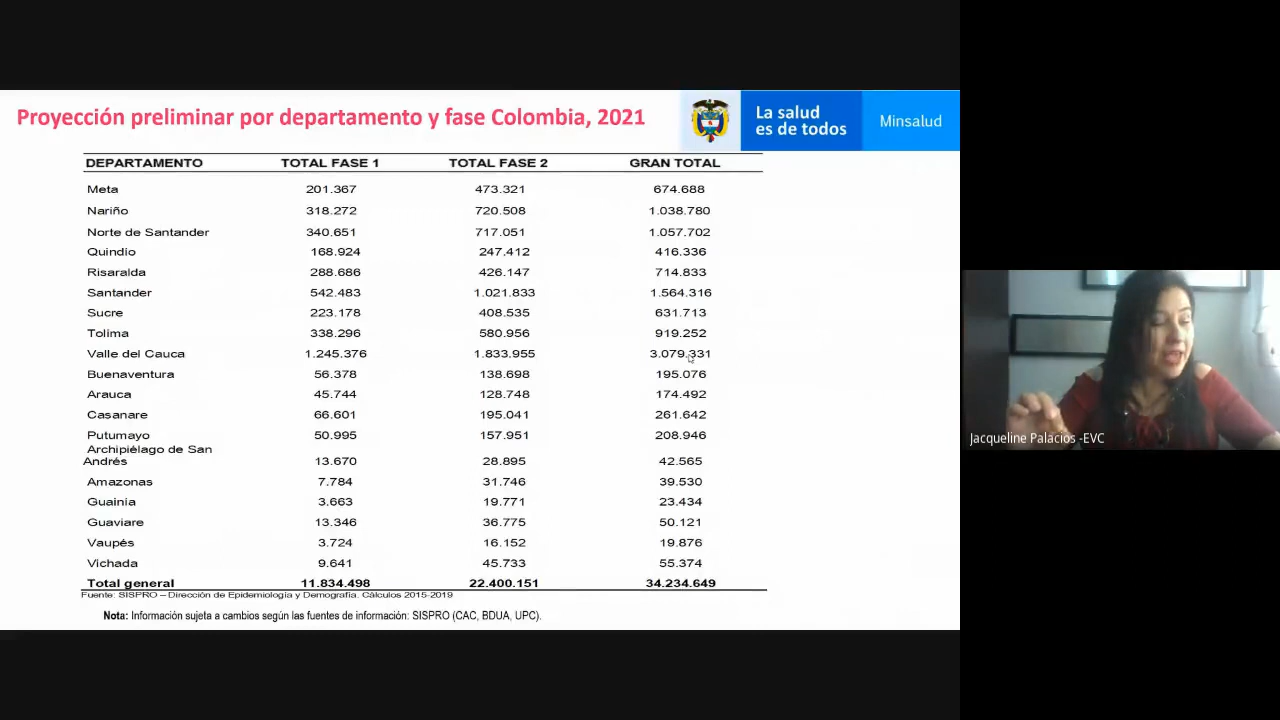 Proyección preliminar por departamento y fase Colombia, 2021
La salud
es de todos
Minsalud
DEPARTAMENTO TOTAL FASE 1 TOTAL FASE 2 GRAN TOTAL
Meta 201.367 473.321 674.688
Nariño 318.272 720.508 1.038.780
Norte de Santander 340.651 717.051 1.057.702
Quindio 168.924 247.412 416.336
Risaralda 288.686 426.147 714.833
Santander 542.483 1.021.833 1.564.316
Sucre 223.178 408.535 631.713
Tolima 338.296 580.956 919.252
Valle del Cauca 1.245.376 1.833.955 3.079.331
Buenaventura 56.378 138.698 195.076
Arauca 45.744 128.748 174.492
Casanare 66.601 195.041 261.642
Putumayo 50.995 157.951 208.946
Archipiélago de San
Andrés 13.670 28.895 42.565
Amazonas 7.784 31.746 39.530
Guainia 3.663 19.771 23.434
Guaviare 13.346 36.775 50.121
Vaupés 3.724 16.152 19.876
Vichada 9.641 45.733 55.374
Total general 11.834.498 22.400.151 34.234.649
Fuente: SISPRO – Dirección de Epidemiología y Demografía. Cálculos 2015-2019
Nota: Información sujeta a cambios según las fuentes de información: SISPRO (CAC, BDUA, UPC).
Jacqueline Palacios -EVC